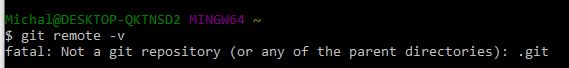 Michal@DESKTOP-QKTNSD2 MINGW64 ~
$ git remote -v
fatal: Not a git repository (or any of the parent directories): .git